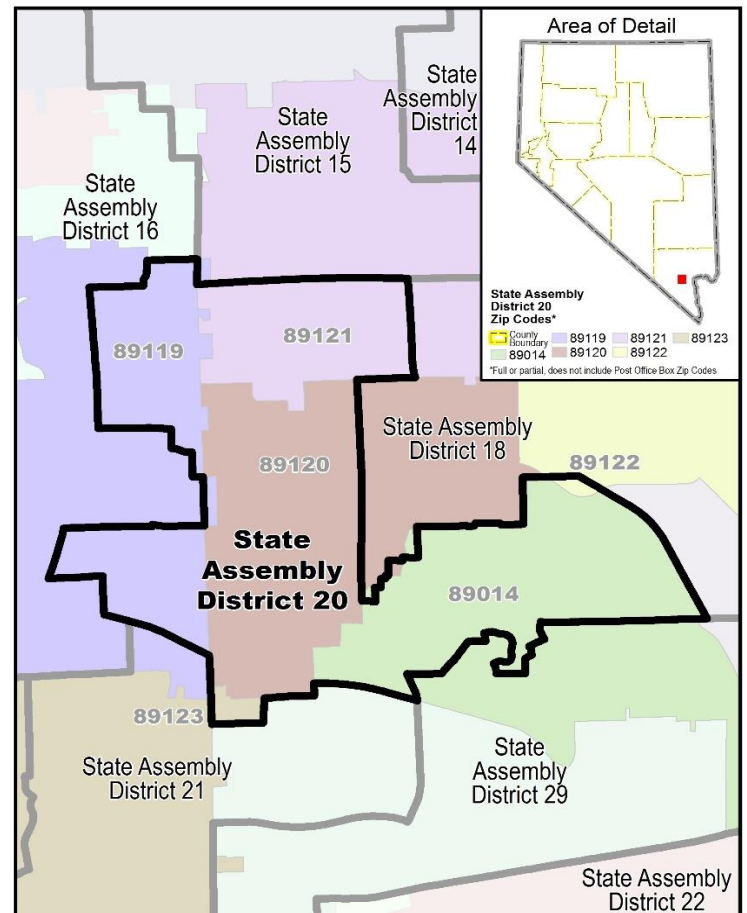 Area of Detail
State Assembly
District 20
Zip Codes*
County
Boundary
89119
89121
89123
89014
89120
89122
*Full or partial, does not include Post Office Box Zip Codes
State
Assembly
District
14
State
Assembly
District 15
State
Assembly
District 16
89119
89121
State Assembly
District 18
89120
89122
State
Assembly
District 20
89014
89123
State Assembly
District 21
State
Assembly
District 29
State Assembly
District 22